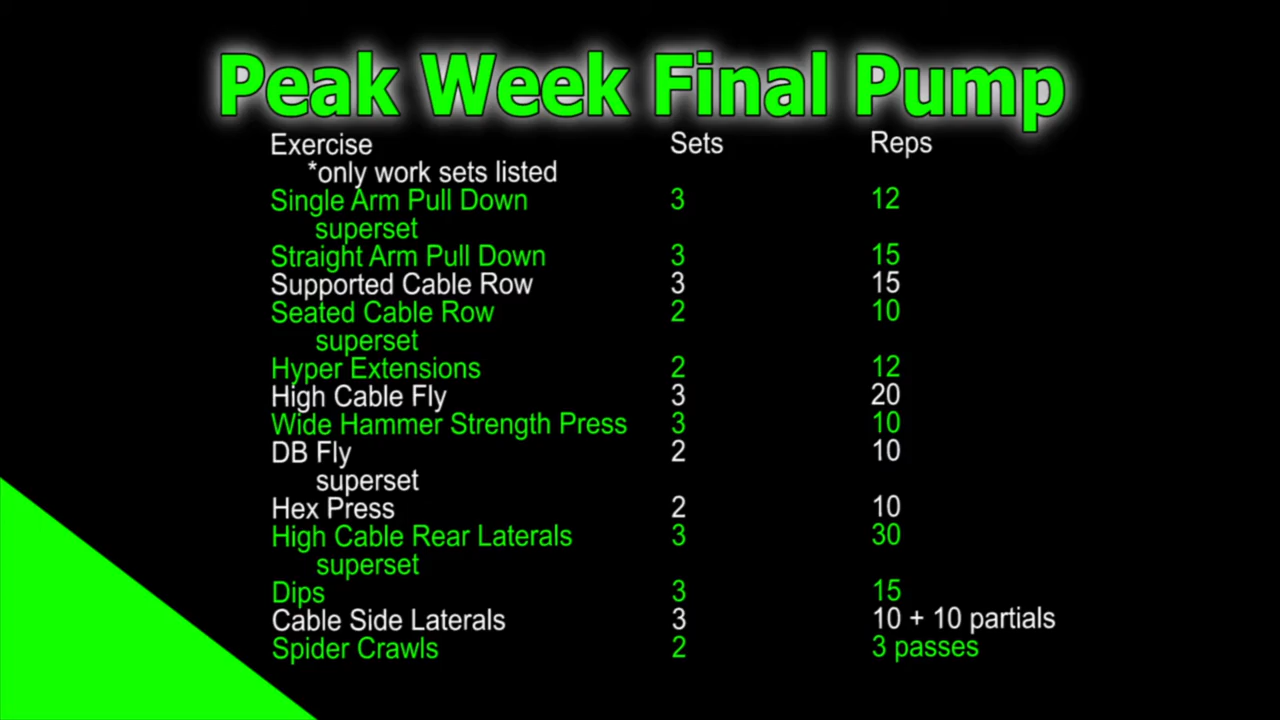 Peak Week Final Pump
Exercise Sets Reps
*only work sets listed
Single Arm Pull Down 3 12
superset
Straight Arm Pull Down 3 15
Supported Cable Row 3 15
Seated Cable Row 2 10
superset
Hyper Extensions 2 12
High Cable Fly 3 20
Wide Hammer Strength Press 3 10
DB Fly 2 10
superset
Hex Press 2 10
High Cable Rear Laterals 3 30
superset
Dips 3 15
Cable Side Laterals 3 10 + 10 partials
Spider Crawls 2 3 passes